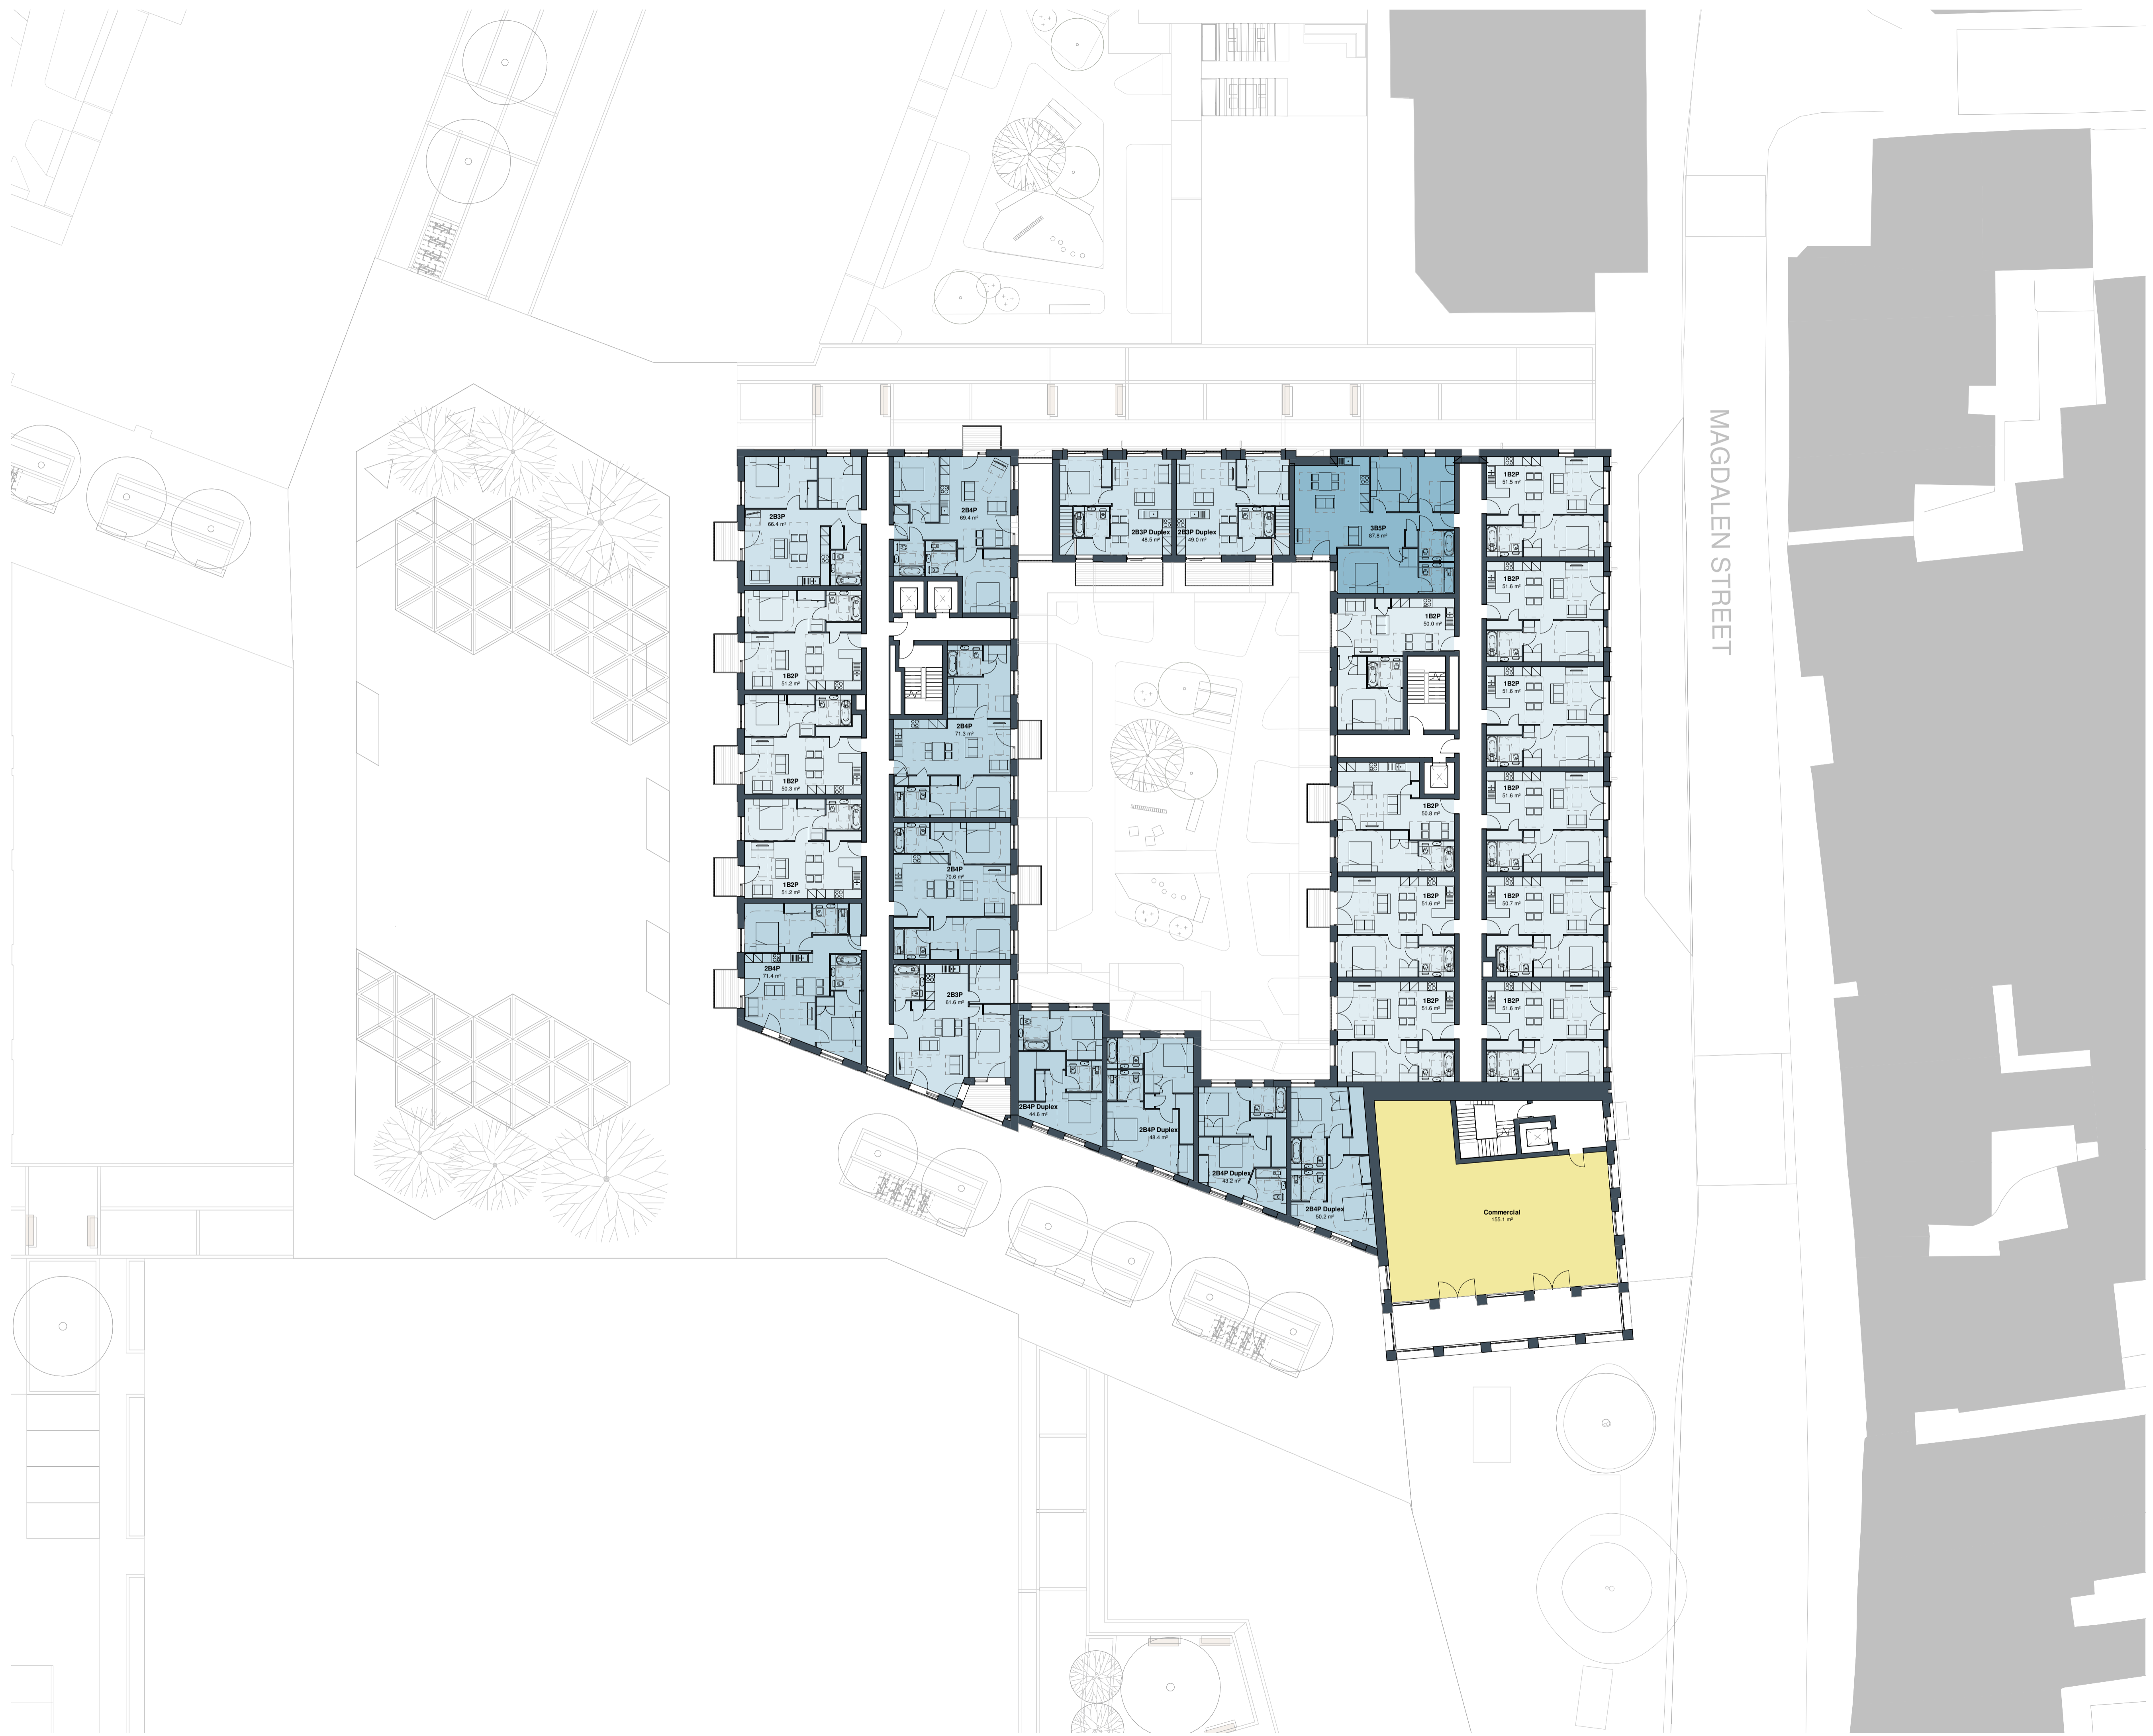 MAGDALEN STREET
2B3P
66.4 m²
2B4P
69.4 m²
2B3P Duplex
48.5 m²
2B3P Duplex
49.0 m²
3B5P
87.8 m²
1B2P
51.5 m²
1B2P
51.6 m²
1B2P
50.0 m²
1B2P
51.2 m²
1B2P
51.6 m²
2B4P
71.3 m²
1B2P
50.3 m²
1B2P
51.6 m²
1B2P
50.8 m²
1B2P
51.2 m²
2B4P
70.8 m²
1B2P
51.6 m²
1B2P
50.7 m²
2B4P
71.4 m²
2B3P
61.6 m²
1B2P
51.6 m²
1B2P
51.6 m²
2B4P Duplex
44.6 m²
2B4P Duplex
48.4 m²
2B4P Duplex
43.2 m²
2B4P Duplex
50.2 m²
Commercial
155.1 m²